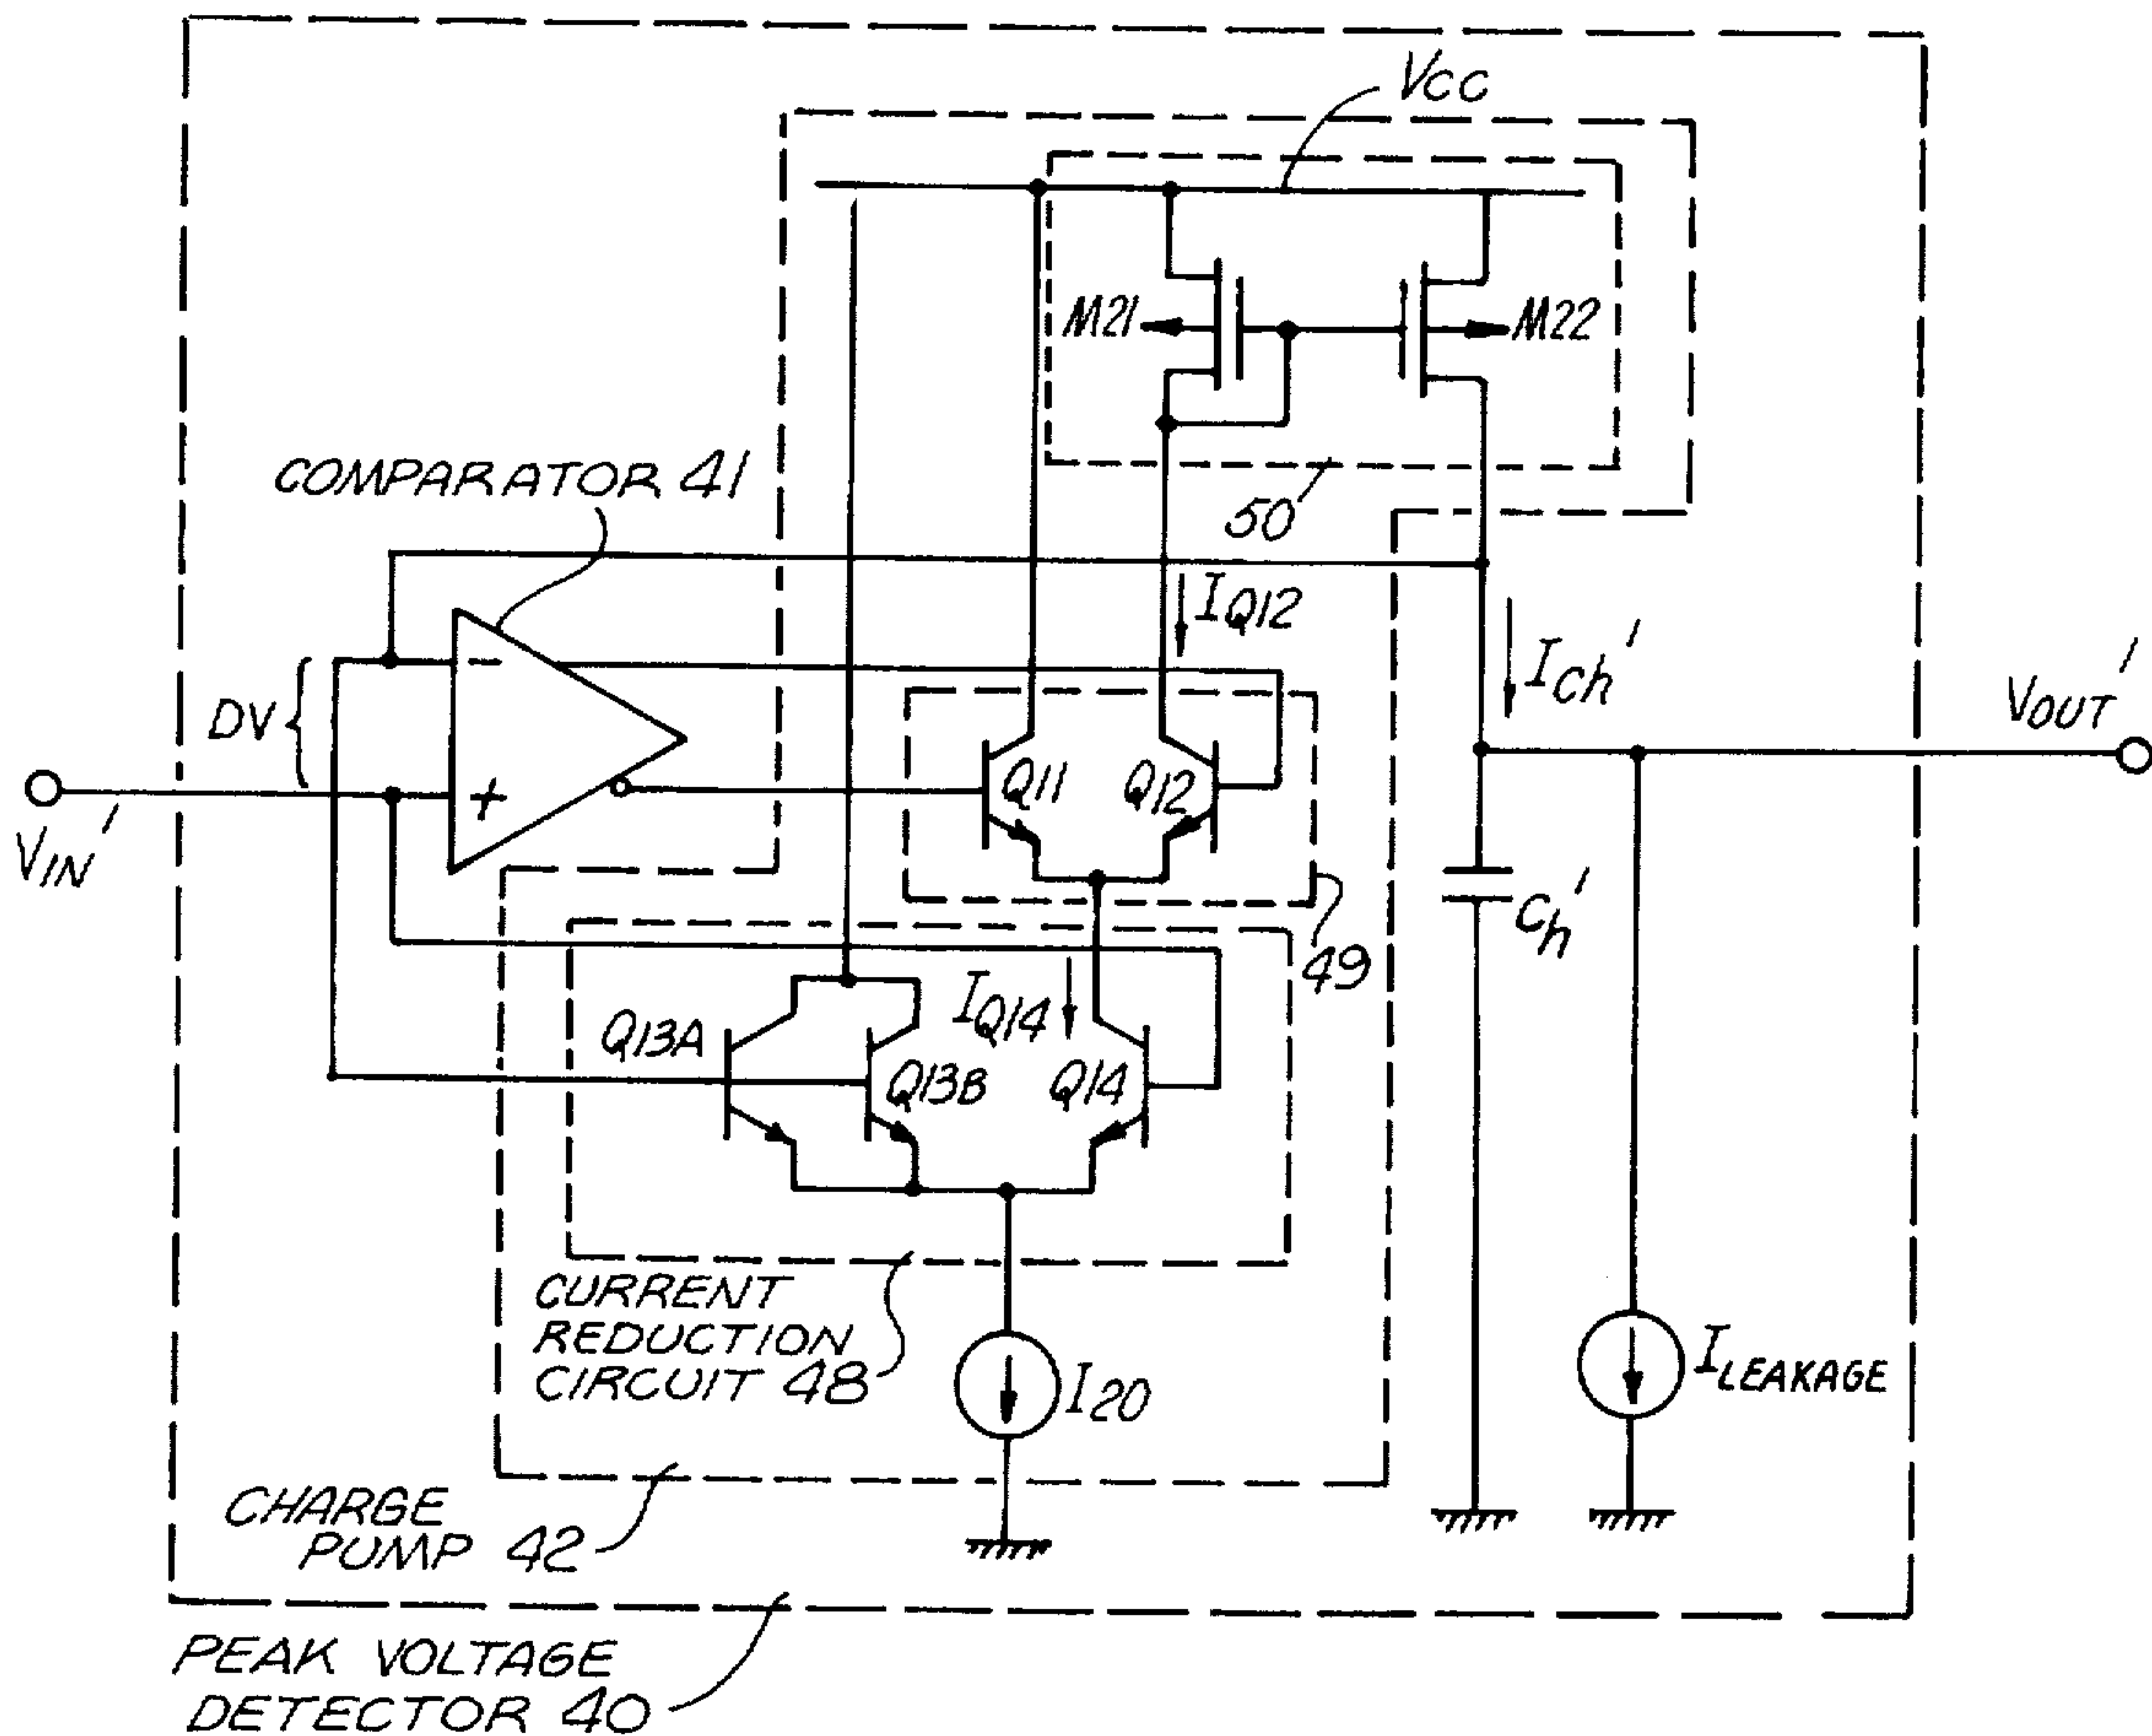 VCC
M21
M22
COMPARATOR 41
50
IQ12
Ich'
DV
VOUT'
-
+
Q11
Q12
VIN'
Ch'
49
IQ14
Q13A
Q13B
Q14
CURRENT
REDUCTION
CIRCUIT 48
I20
ILEAKAGE
CHARGE
PUMP 42
PEAK VOLTAGE
DETECTOR 40